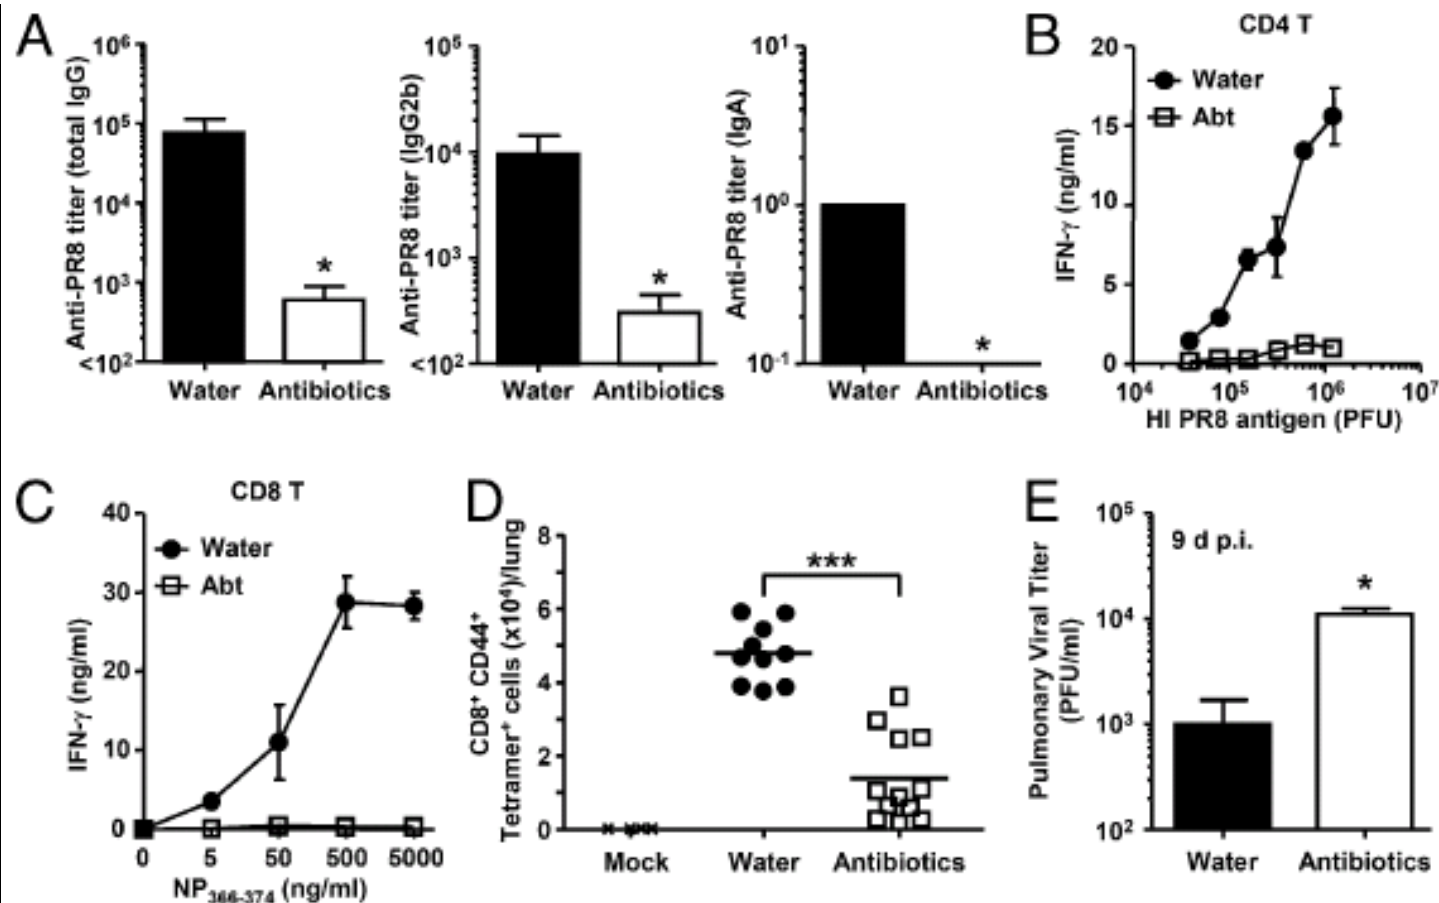 A
Anti-PR8 titer (total IgG)
10⁶
10⁵
10⁴
10³
<10²
*
Water Antibiotics
Anti-PR8 titer (IgG2b)
10⁵
10⁴
10³
<10²
*
Water Antibiotics
Anti-PR8 titer (IgA)
10¹
10⁰
10⁻¹
*
Water Antibiotics
B
CD4 T
Water
Abt
IFN-γ (ng/ml)
20
15
10
5
0
10⁴ 10⁵ 10⁶ 10⁷
HI PR8 antigen (PFU)
C
CD8 T
Water
Abt
IFN-γ (ng/ml)
40
30
20
10
0
0 5 50 500 5000
NP₃₆₆₋₃₇₄ (ng/ml)
D
CD8⁺ CD44⁺
Tetramer⁺ cells (x10⁴)/lung
8
6
4
2
0
***
Mock Water Antibiotics
E
Pulmonary Viral Titer
(PFU/ml)
10⁵
10⁴
10³
10²
9 d p.i.
*
Water Antibiotics